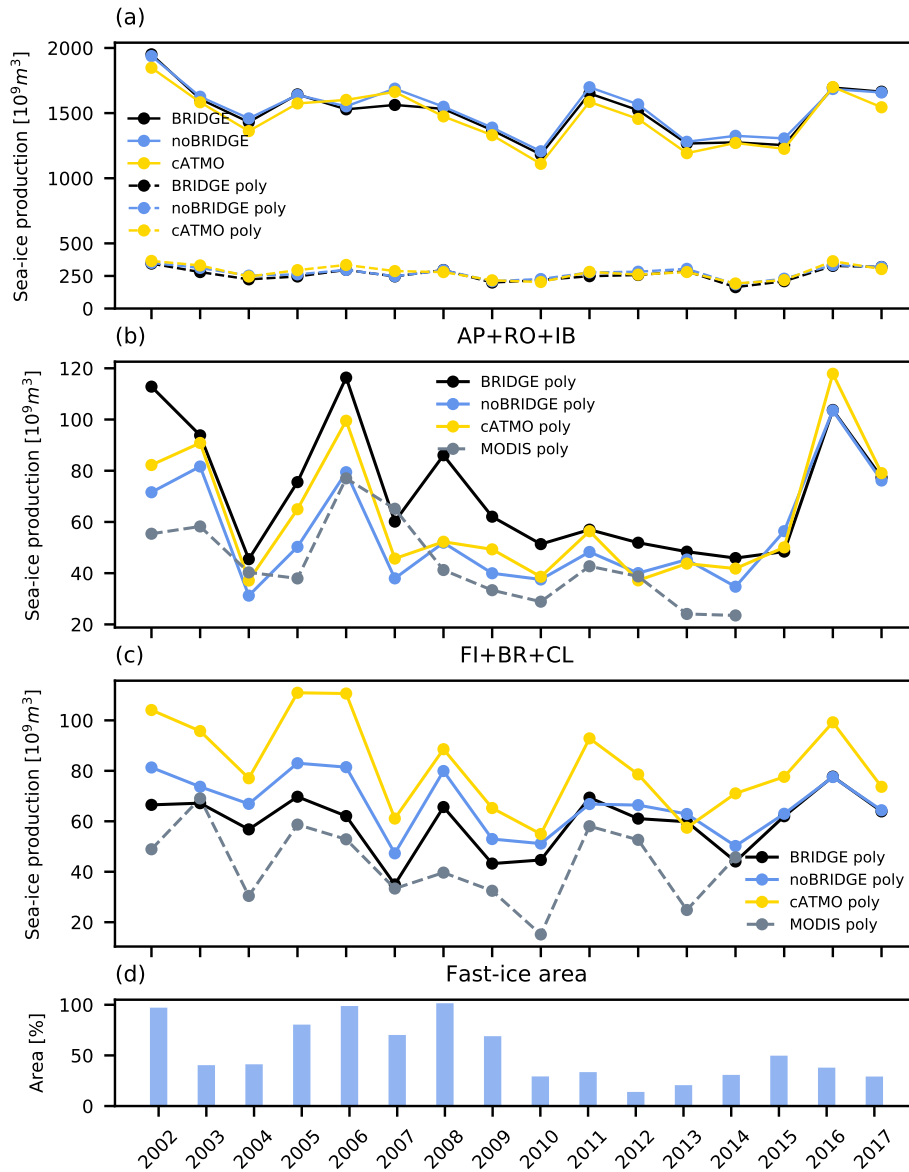 (a)
Sea-ice production [10⁹m³]
2000
1500
1000
500
250
0
BRIDGE
noBRIDGE
cATMO
BRIDGE poly
noBRIDGE poly
cATMO poly
(b)
AP+RO+IB
Sea-ice production [10⁹m³]
120
100
80
60
40
20
BRIDGE poly
noBRIDGE poly
cATMO poly
MODIS poly
(c)
FI+BR+CL
Sea-ice production [10⁹m³]
100
80
60
40
20
BRIDGE poly
noBRIDGE poly
cATMO poly
MODIS poly
(d)
Fast-ice area
Area [%]
100
50
0
2002 2003 2004 2005 2006 2007 2008 2009 2010 2011 2012 2013 2014 2015 2016 2017